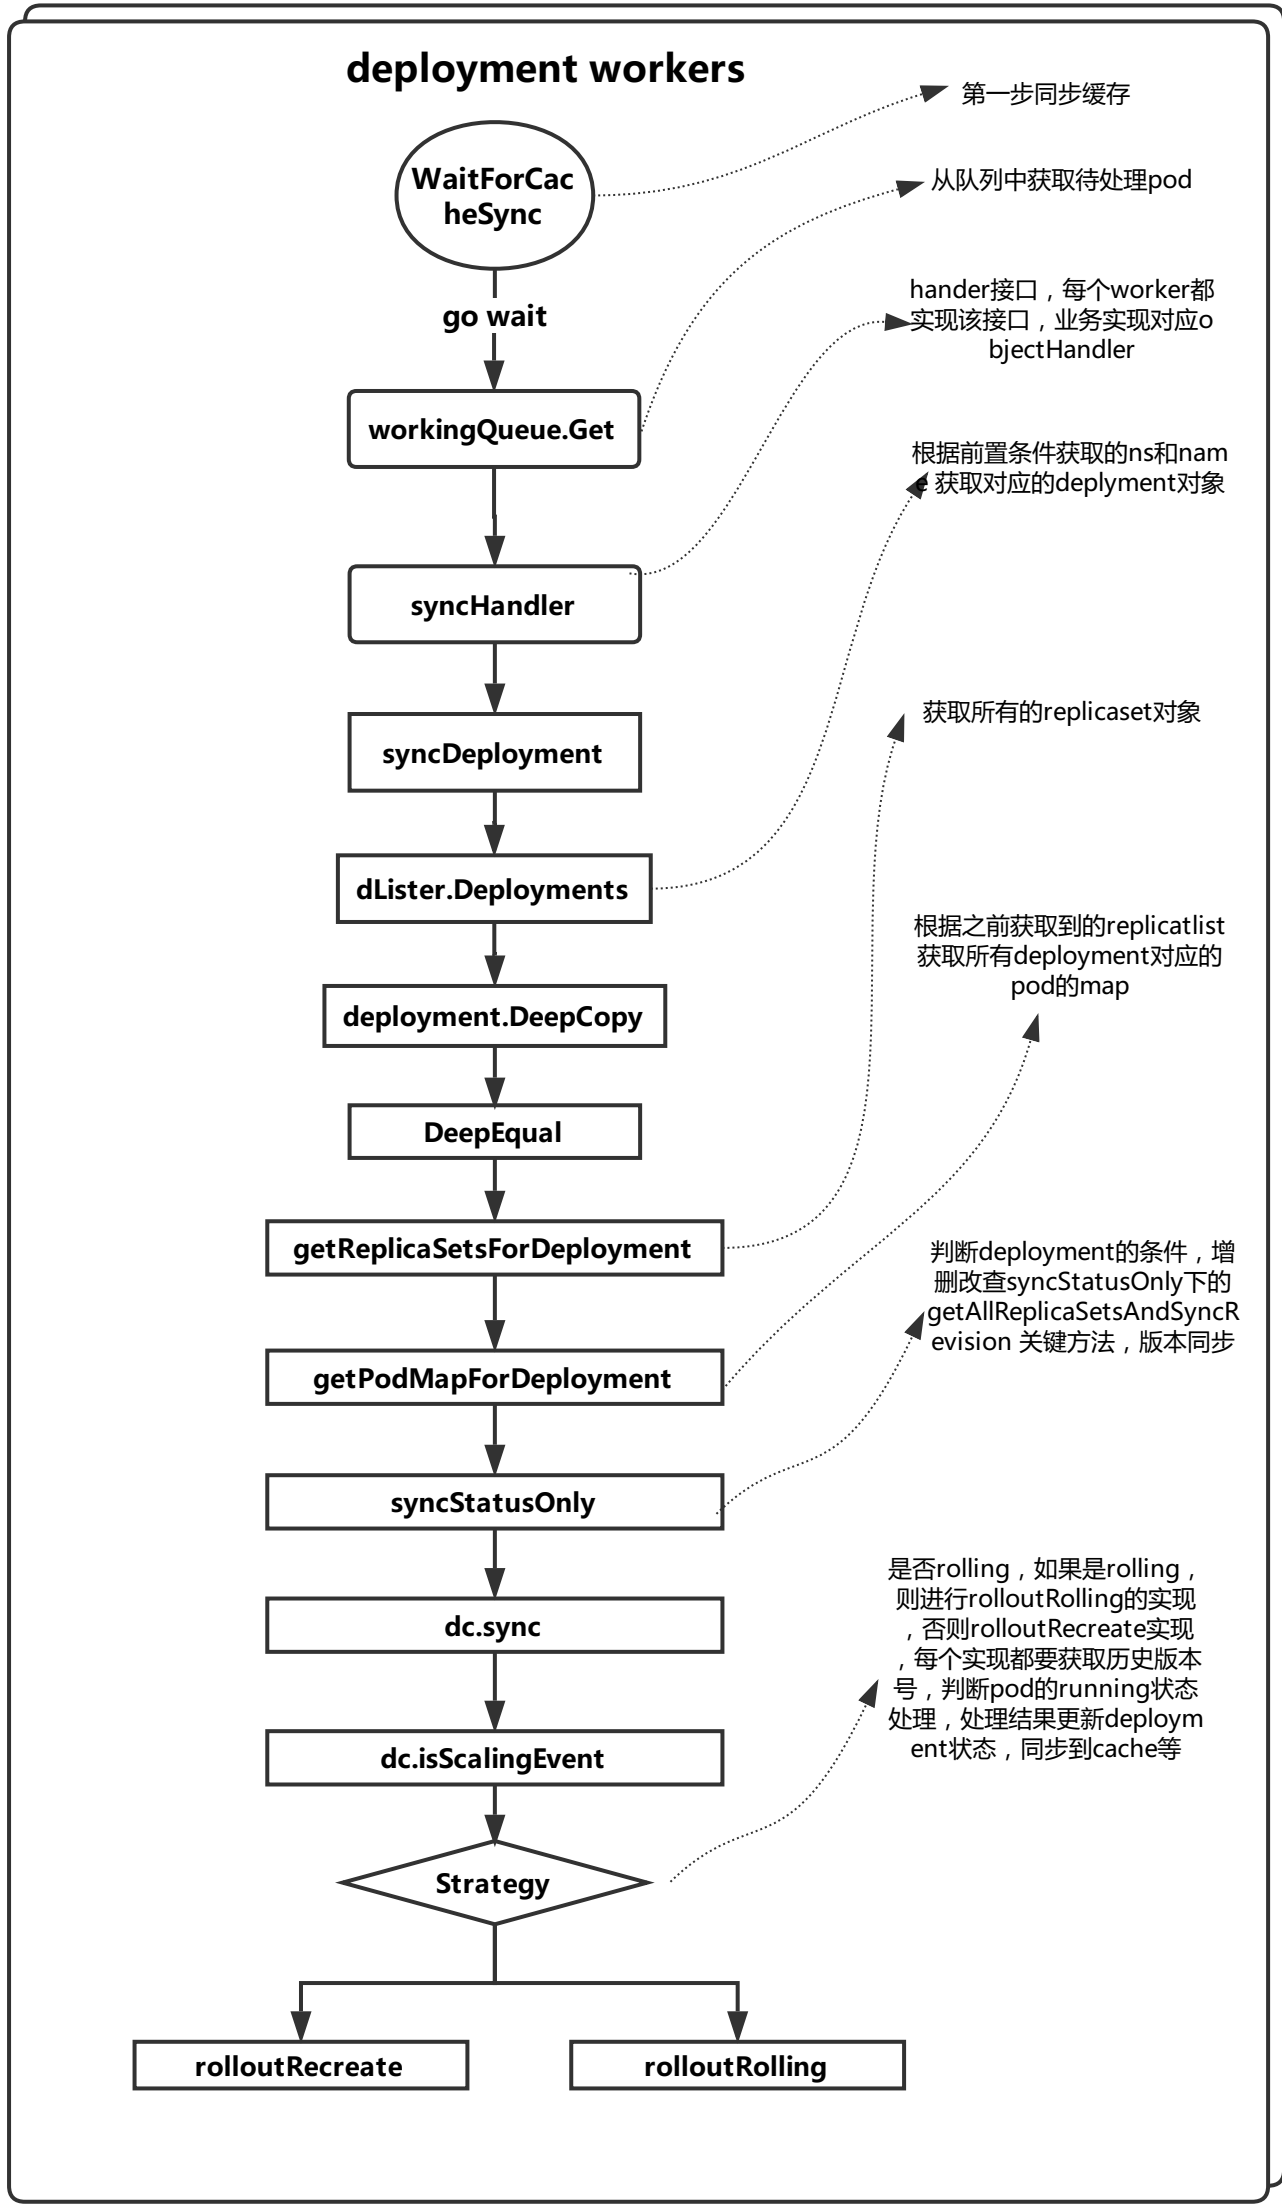 deployment workers
第一步同步缓存
WaitForCac
heSync
从队列中获取待处理pod
go wait
hander接口，每个worker都
实现该接口，业务实现对应o
bjectHandler
workingQueue.Get
根据前置条件获取的ns和nam
e 获取对应的deplyment对象
syncHandler
syncDeployment
获取所有的replicaset对象
dLister.Deployments
根据之前获取到的replicatlist
获取所有deployment对应的
pod的map
deployment.DeepCopy
DeepEqual
getReplicaSetsForDeployment
判断deployment的条件，增
删改查syncStatusOnly下的
getAllReplicaSetsAndSyncR
evision 关键方法，版本同步
getPodMapForDeployment
syncStatusOnly
是否rolling，如果是rolling，
则进行rolloutRolling的实现
，否则rolloutRecreate实现
，每个实现都要获取历史版本
号，判断pod的running状态
处理，处理结果更新deploym
ent状态，同步到cache等
dc.sync
dc.isScalingEvent
Strategy
rolloutRecreate
rolloutRolling